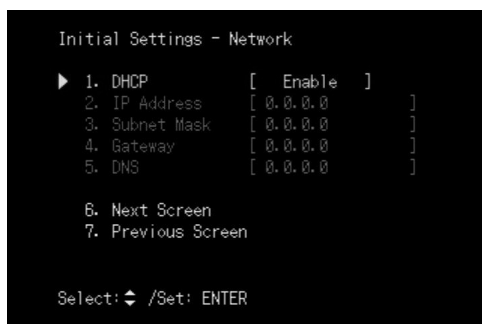 Initial Settings - Network
▶ 1. DHCP [ Enable ]
2. IP Address [ 0.0.0.0 ]
3. Subnet Mask [ 0.0.0.0 ]
4. Gateway [ 0.0.0.0 ]
5. DNS [ 0.0.0.0 ]
6. Next Screen
7. Previous Screen
Select:♦ /Set: ENTER